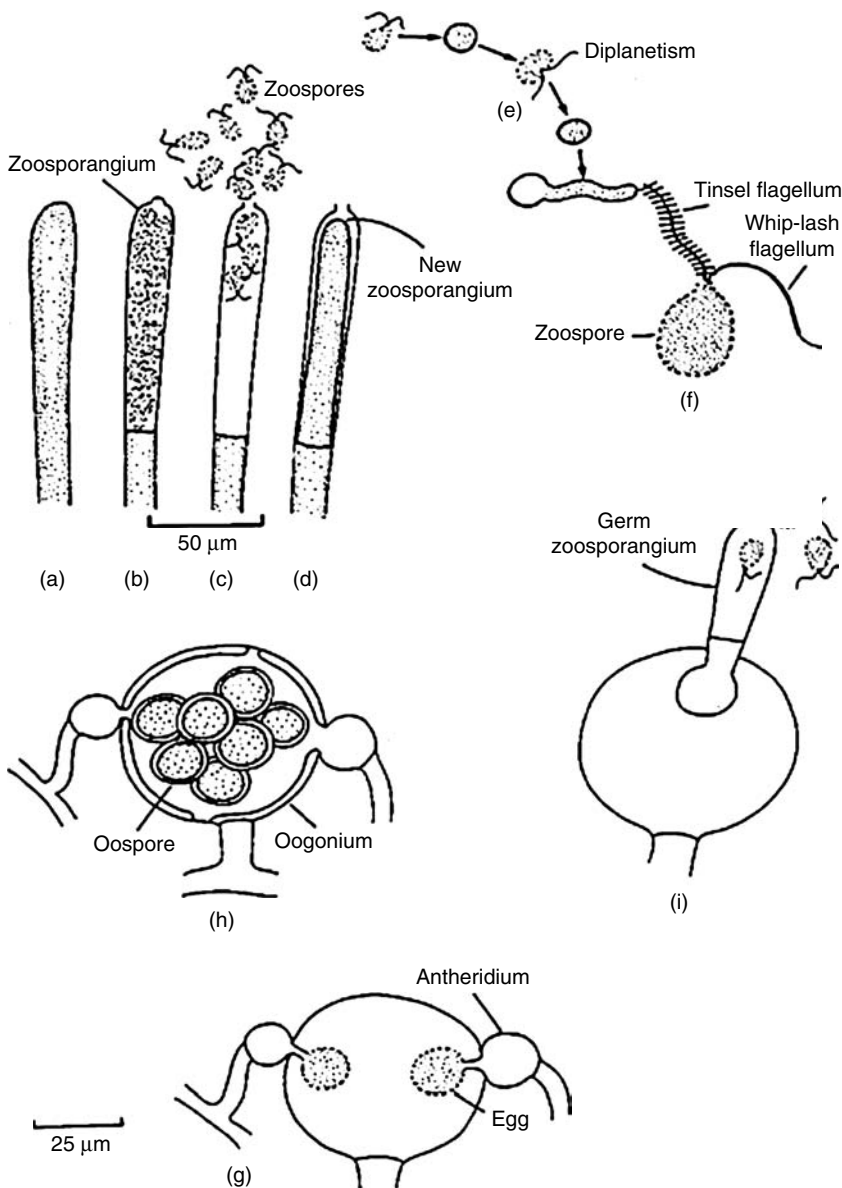 Diplanetism
Zoospores
(e)
Zoosporangium
Tinsel flagellum
Whip-lash
flagellum
New
zoosporangium
Zoospore
(f)
50 μm
Germ
zoosporangium
(a) (b) (c) (d)
Oospore
Oogonium
(h)
(i)
Antheridium
Egg
25 μm
(g)